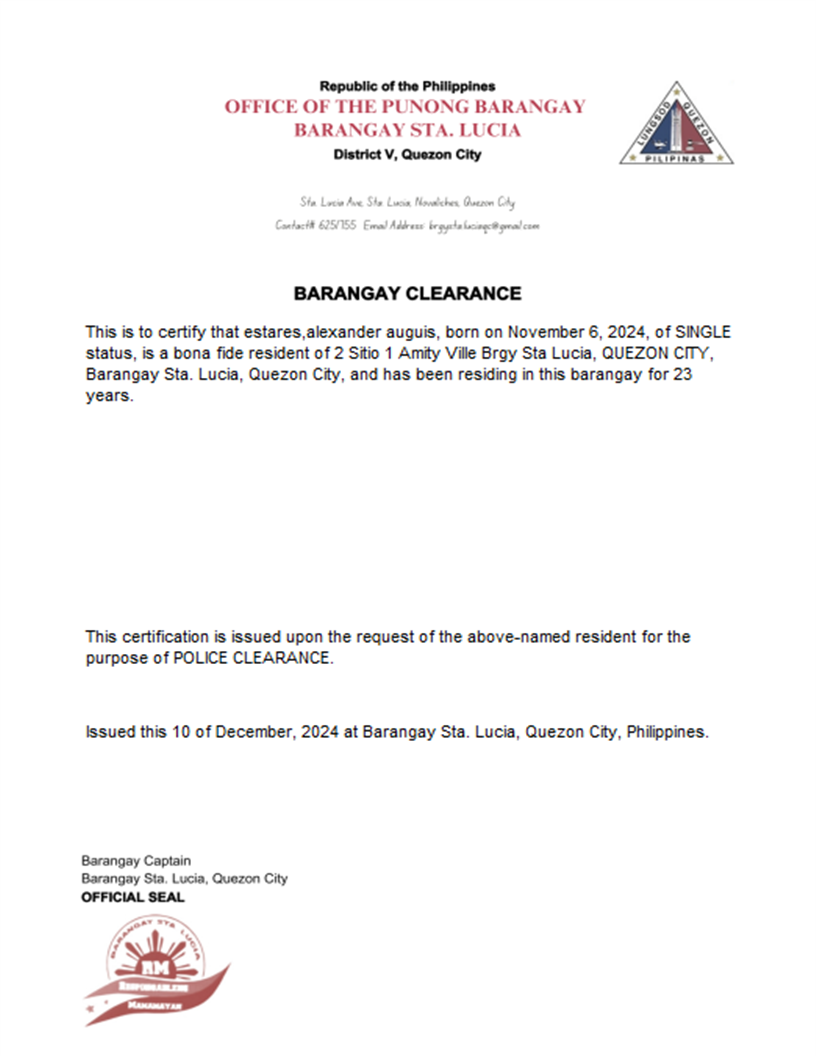 Republic of the Philippines
OFFICE OF THE PUNONG BARANGAY
BARANGAY STA. LUCIA
District V, Quezon City
LUNGSOD QUEZON
PILIPINAS
Sta. Lucia Ave, Sta. Lucia, Novaliches, Quezon City
Contact# 625/755 Email Address: brgysta.luciaqc@gmail.com
BARANGAY CLEARANCE
This is to certify that estares,alexander auguis, born on November 6, 2024, of SINGLE
status, is a bona fide resident of 2 Sitio 1 Amity Ville Brgy Sta Lucia, QUEZON CITY,
Barangay Sta. Lucia, Quezon City, and has been residing in this barangay for 23
years.
This certification is issued upon the request of the above-named resident for the
purpose of POLICE CLEARANCE.
Issued this 10 of December, 2024 at Barangay Sta. Lucia, Quezon City, Philippines.
Barangay Captain
Barangay Sta. Lucia, Quezon City
OFFICIAL SEAL
BARANGAY STA LUCIA
RM
MAMAMAYAN